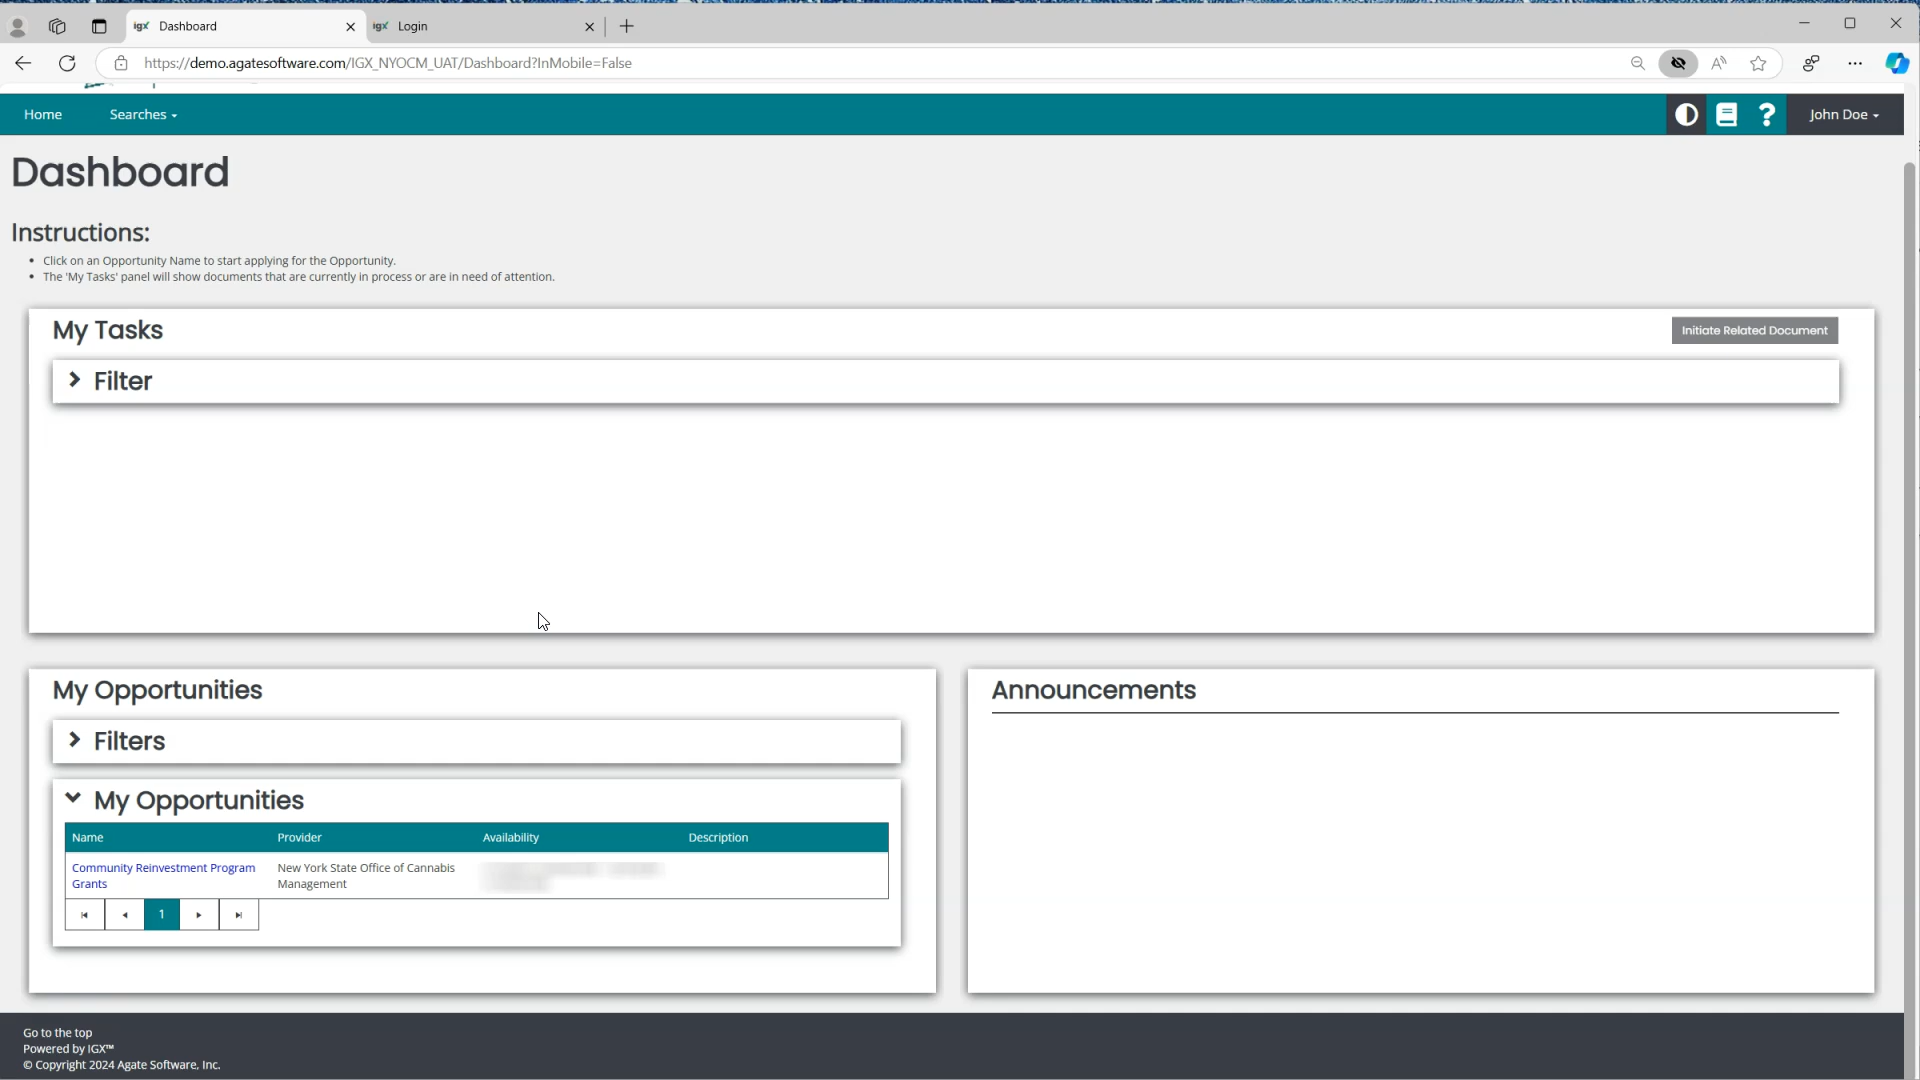 igx Dashboard
igx Login
https://demo.agatesoftware.com/IGX_NYOCM_UAT/Dashboard?InMobile=False
Home
Searches
John Doe
Dashboard
Instructions:
• Click on an Opportunity Name to start applying for the Opportunity.
• The 'My Tasks' panel will show documents that are currently in process or are in need of attention.
My Tasks
Initiate Related Document
Filter
My Opportunities
Filters
My Opportunities
Name Provider Availability Description
Community Reinvestment Program New York State Office of Cannabis
Grants Management
1
Announcements
Go to the top
Powered by IGX™
© Copyright 2024 Agate Software, Inc.